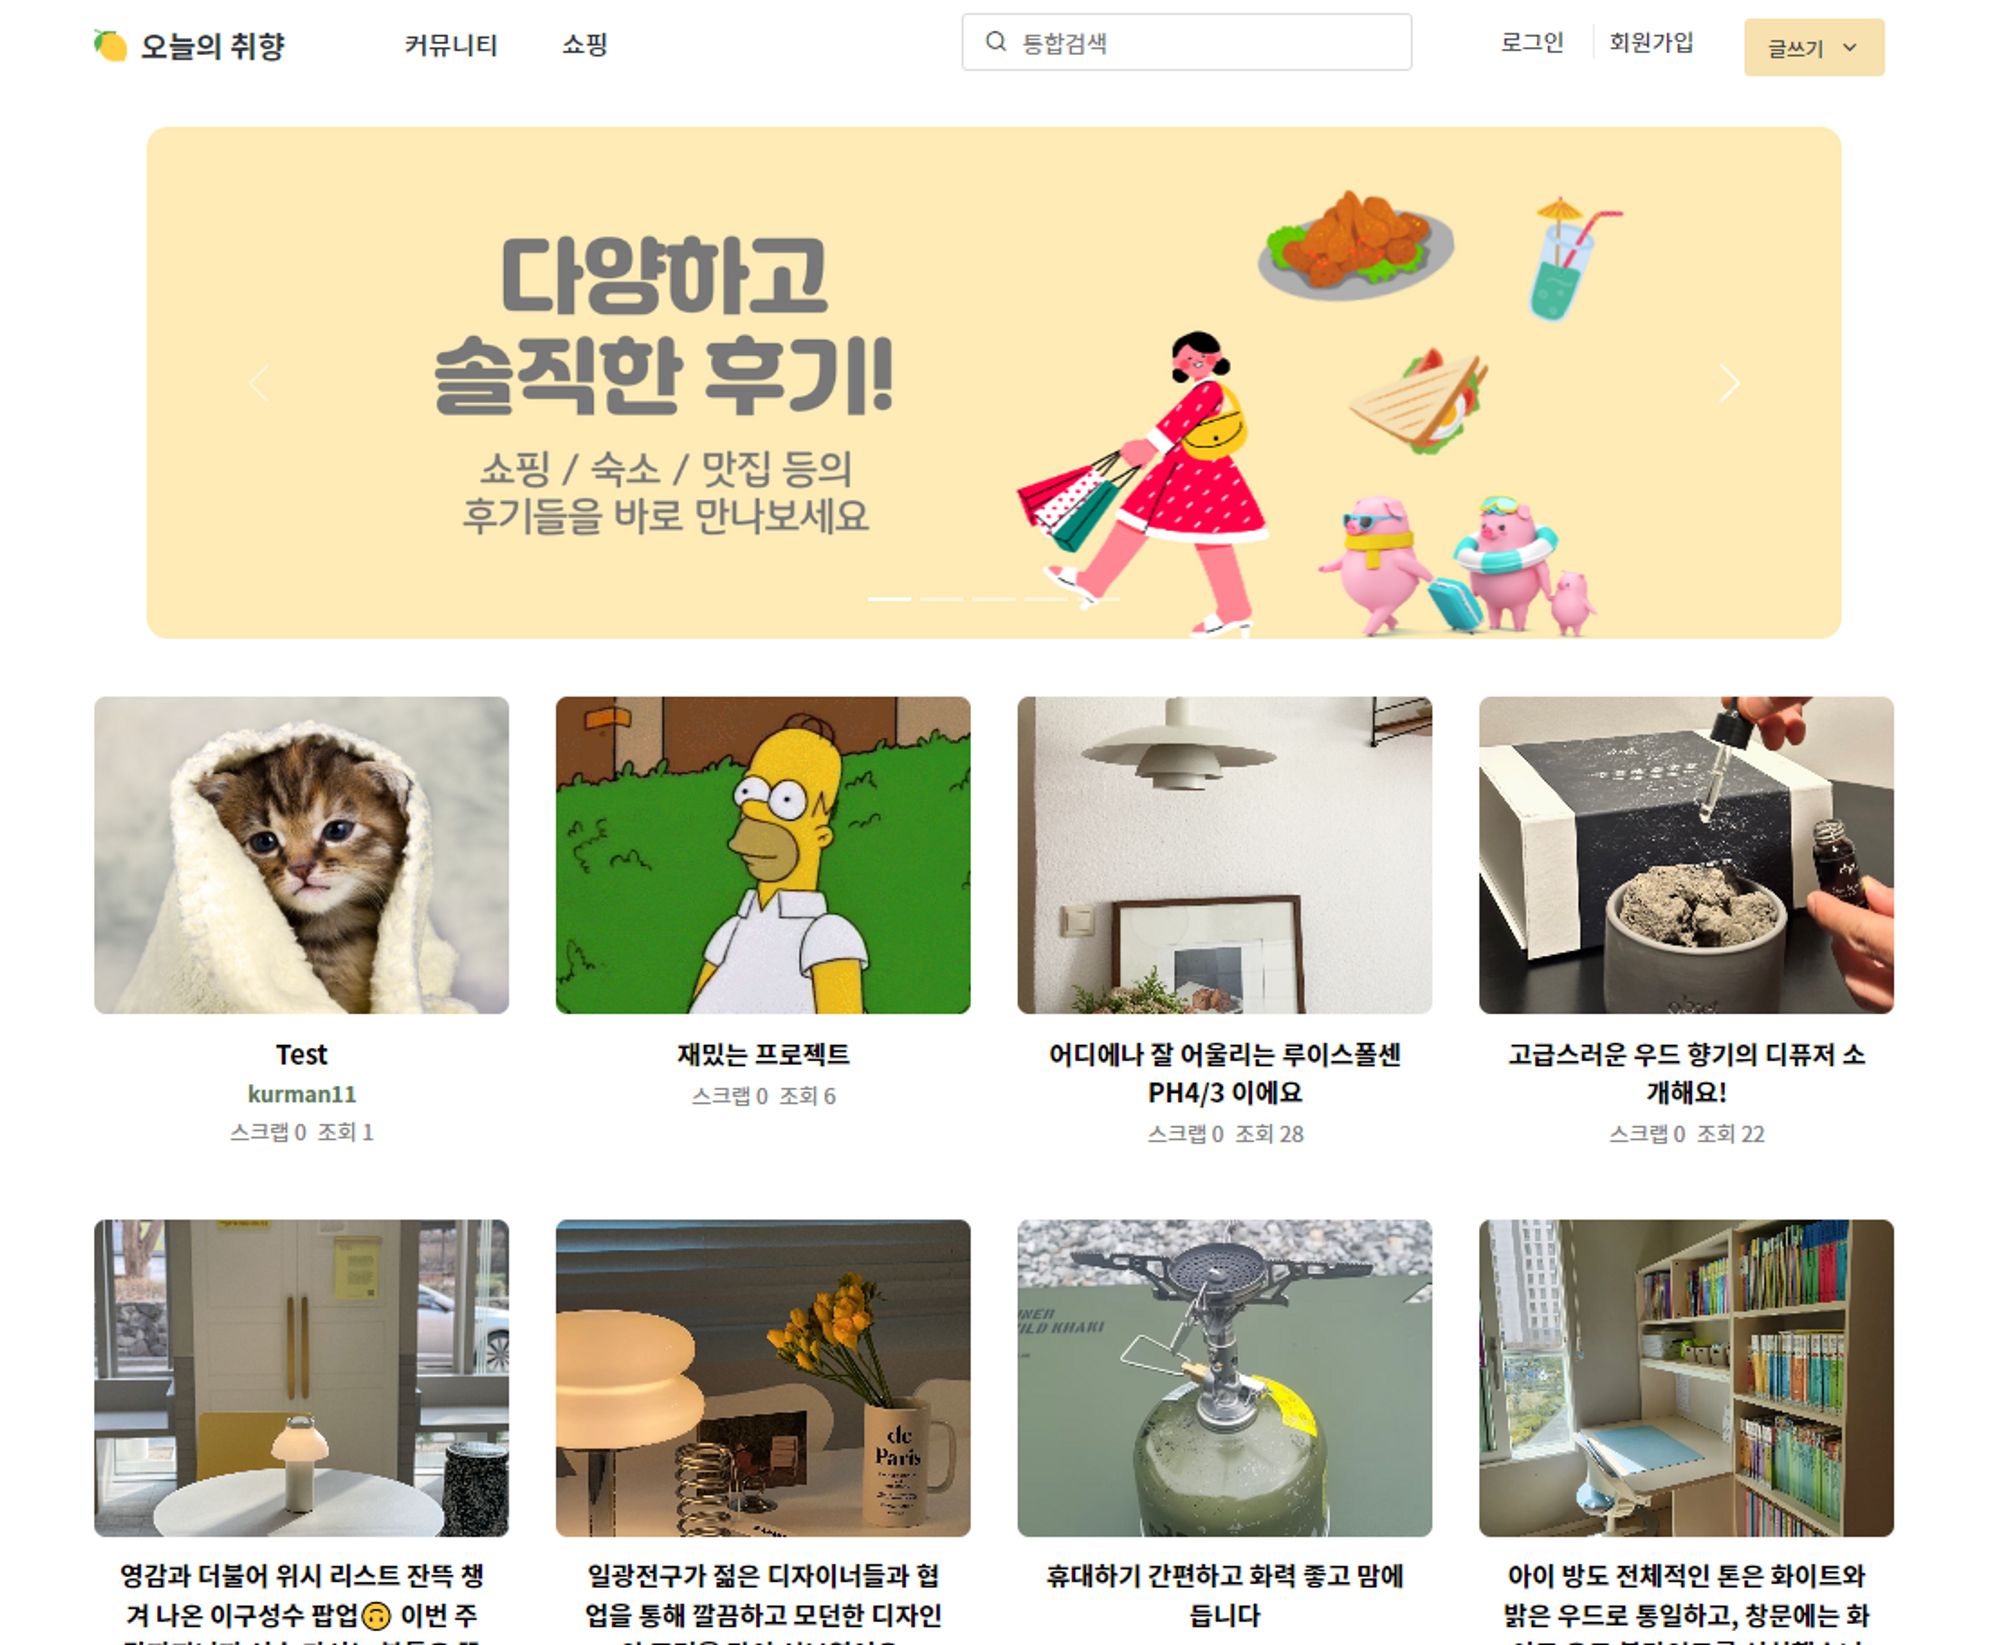 오늘의 취향
커뮤니티
쇼핑
통합검색
로그인
회원가입
글쓰기
다양하고
솔직한 후기!
쇼핑 / 숙소 / 맛집 등의
후기들을 바로 만나보세요
Test
kurman11
스크랩 0 조회 1
재밌는 프로젝트
스크랩 0 조회 6
어디에나 잘 어울리는 루이스폴센
PH4/3 이에요
스크랩 0 조회 28
고급스러운 우드 향기의 디퓨저 소
개해요!
스크랩 0 조회 22
de
Paris
ILD KHAKI
영감과 더불어 위시 리스트 잔뜩 챙
겨 나온 이구성수 팝업🙃 이번 주
일광전구가 젊은 디자이너들과 협
업을 통해 깔끔하고 모던한 디자인
휴대하기 간편하고 화력 좋고 맘에
듭니다
아이 방도 전체적인 톤은 화이트와
밝은 우드로 통일하고, 창문에는 화